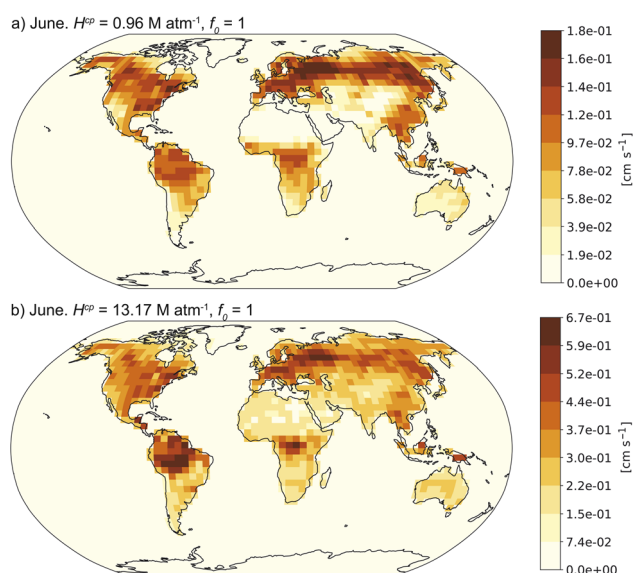 a) June. Hᶜᵖ = 0.96 M atm⁻¹, f₀ = 1
1.8e-01
1.6e-01
1.4e-01
1.2e-01
9.7e-02
7.8e-02
5.8e-02
3.9e-02
1.9e-02
0.0e+00
[cm s⁻¹]
b) June. Hᶜᵖ = 13.17 M atm⁻¹, f₀ = 1
6.7e-01
5.9e-01
5.2e-01
4.4e-01
3.7e-01
3.0e-01
2.2e-01
1.5e-01
7.4e-02
0.0e+00
[cm s⁻¹]